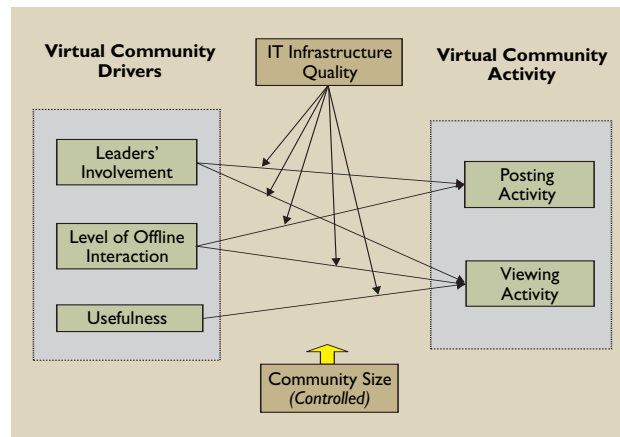 Virtual Community
Drivers
IT Infrastructure
Quality
Virtual Community
Activity
Leaders'
Involvement
Level of Offline
Interaction
Usefulness
Posting
Activity
Viewing
Activity
Community Size
(Controlled)